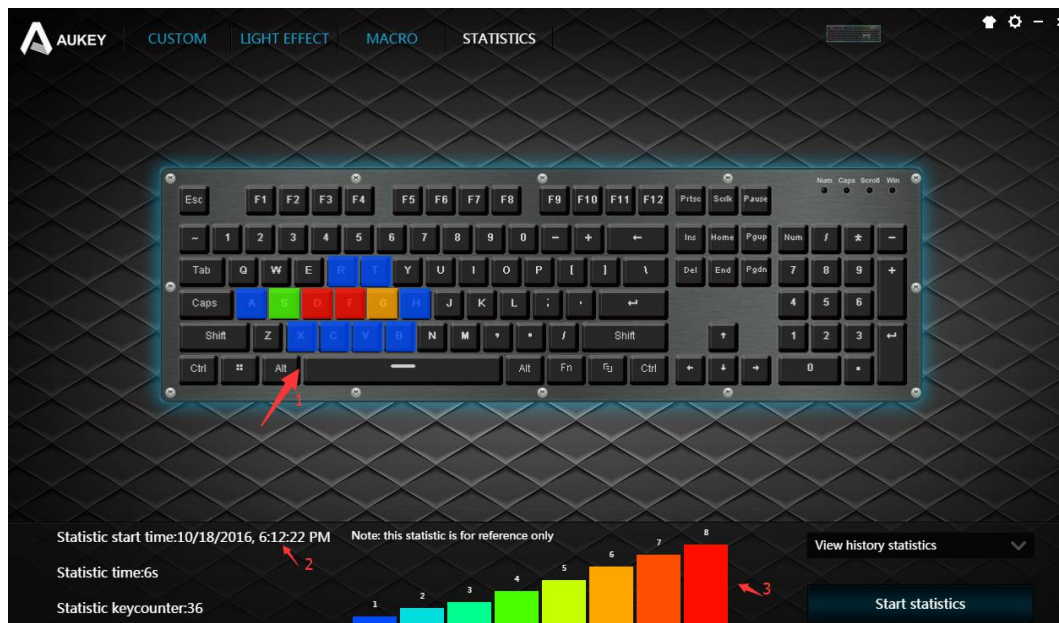 AUKEY CUSTOM LIGHT EFFECT MACRO STATISTICS
Num Caps Scroll Win
Esc F1 F2 F3 F4 F5 F6 F7 F8 F9 F10 F11 F12 Prtsc Scrlk Pause
~ 1 2 3 4 5 6 7 8 9 0 - + ← Ins Home Pgup Num / * -
Tab Q W E R T Y U I O P [ ] \ Del End Pgdn 7 8 9 +
Caps A S D F G H J K L ; ' ↵ 4 5 6
Shift Z X C V B N M , . / Shift ↑ 1 2 3 ↵
Ctrl Alt Alt Fn Ctrl ← ↓ → 0 .
1
Statistic start time:10/18/2016, 6:12:22 PM
2
Statistic time:6s
Statistic keycounter:36
Note: this statistic is for reference only
1 2 3 4 5 6 7 8
3
View history statistics
Start statistics